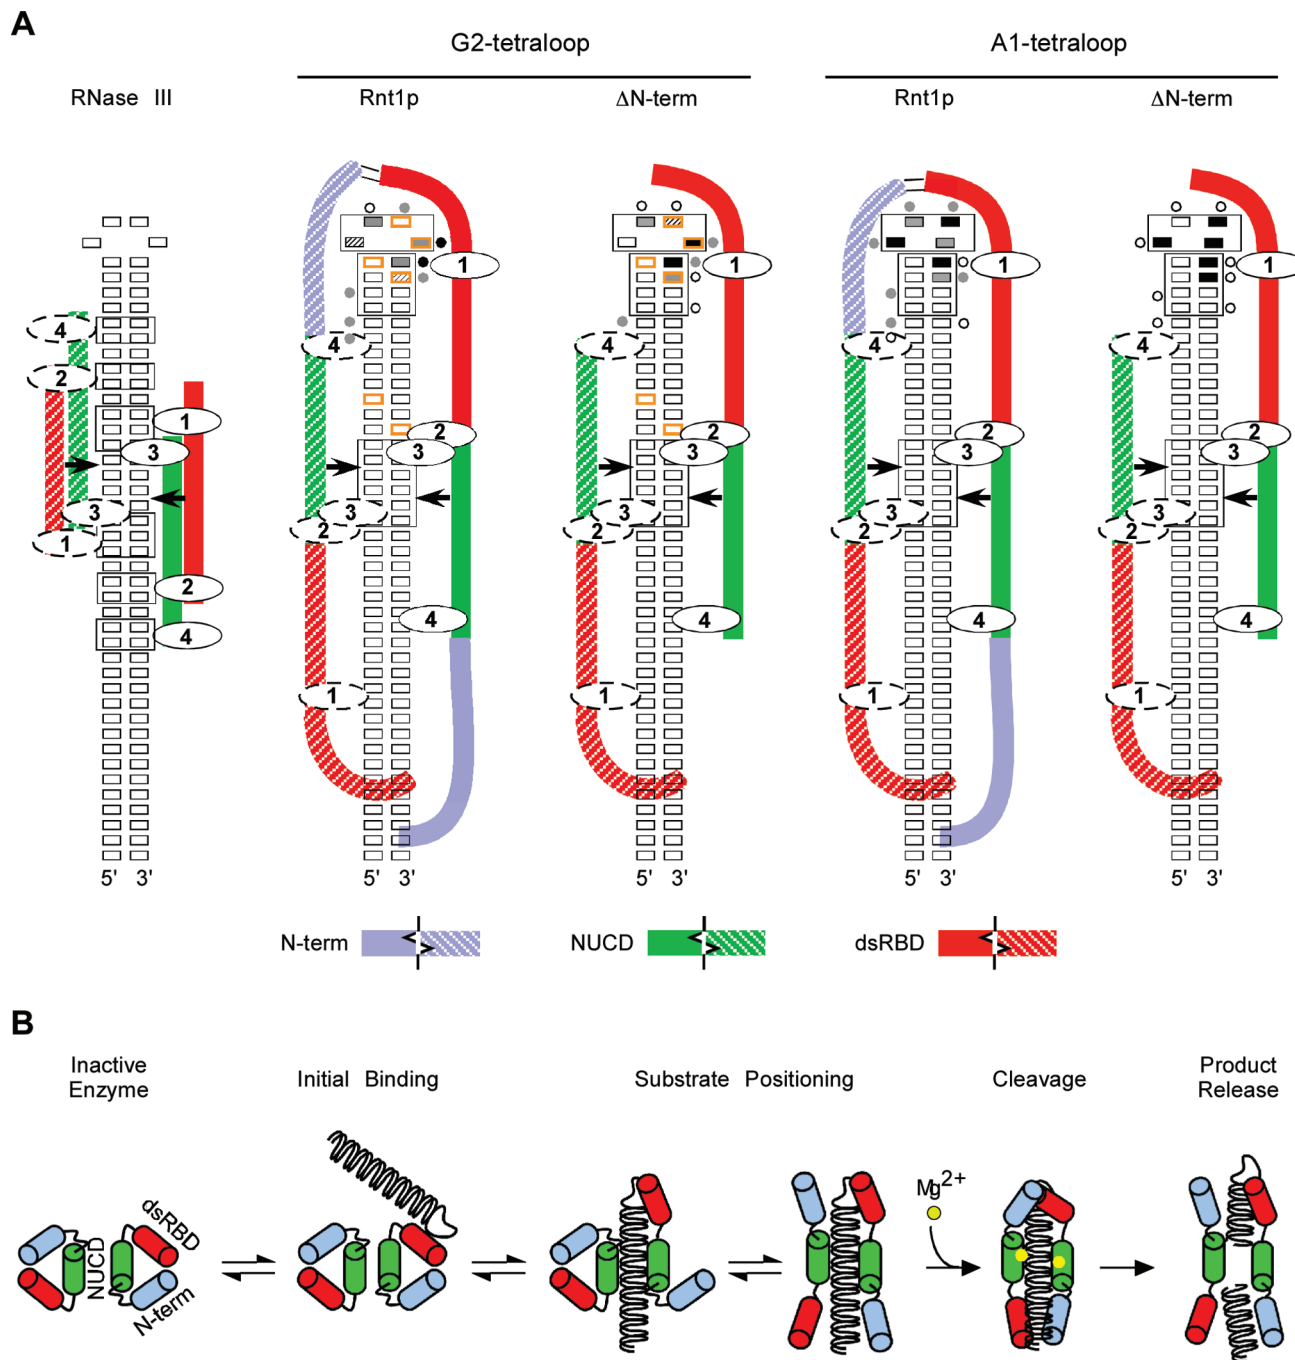 A
G2-tetraloop A1-tetraloop
RNase III Rnt1p ΔN-term Rnt1p ΔN-term
1 1 1 1
4 4 4 4 4
2
1 2 2 2 2
3 3 3 3 3
3 3 3 3 3
1 2 2 2 2
2
4 4 4 4 4
1 1 1 1
5' 3' 5' 3' 5' 3' 5' 3' 5' 3'
N-term NUCD dsRBD
B
Inactive Enzyme
Initial Binding
Substrate Positioning
Cleavage
Product Release
Mg2+
dsRBD
NUCD
N-term